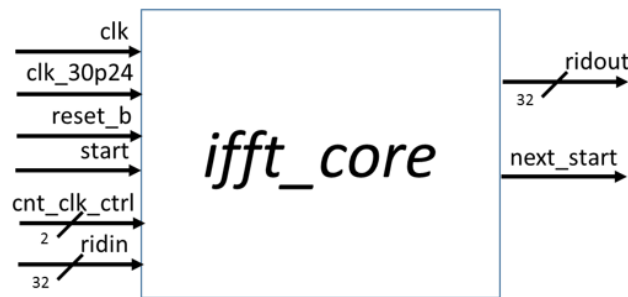 clk
clk_30p24
reset_b
start
cnt_clk_ctrl
2
ridin
32
ifft_core
ridout
32
next_start